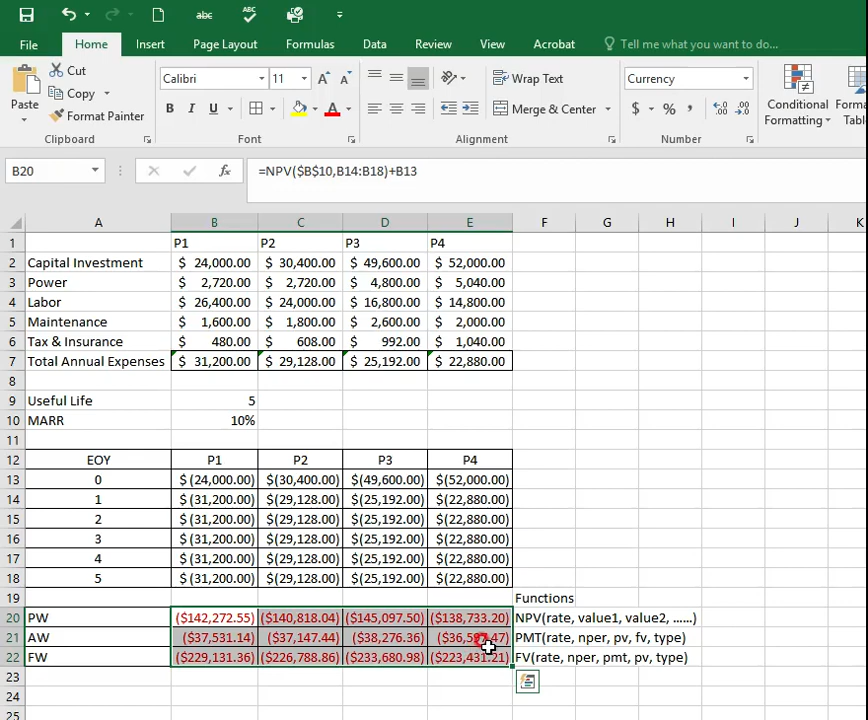 abc ABC
File Home Insert Page Layout Formulas Data Review View Acrobat Tell me what you want to do...
Cut Calibri 11 A A Wrap Text Currency
Copy
Paste Format Painter B I U A Merge & Center $ % , Conditional
Formatting
Clipboard Font Alignment Number
B20 fx =NPV($B$10,B14:B18)+B13
A B C D E F G H I J K
1 P1 P2 P3 P4
2 Capital Investment $ 24,000.00 $ 30,400.00 $ 49,600.00 $ 52,000.00
3 Power $ 2,720.00 $ 2,720.00 $ 4,800.00 $ 5,040.00
4 Labor $ 26,400.00 $ 24,000.00 $ 16,800.00 $ 14,800.00
5 Maintenance $ 1,600.00 $ 1,800.00 $ 2,600.00 $ 2,000.00
6 Tax & Insurance $ 480.00 $ 608.00 $ 992.00 $ 1,040.00
7 Total Annual Expenses $ 31,200.00 $ 29,128.00 $ 25,192.00 $ 22,880.00
8
9 Useful Life 5
10 MARR 10%
11
12 EOY P1 P2 P3 P4
13 0 $ (24,000.00) $(30,400.00) $(49,600.00) $(52,000.00)
14 1 $ (31,200.00) $(29,128.00) $(25,192.00) $(22,880.00)
15 2 $ (31,200.00) $(29,128.00) $(25,192.00) $(22,880.00)
16 3 $ (31,200.00) $(29,128.00) $(25,192.00) $(22,880.00)
17 4 $ (31,200.00) $(29,128.00) $(25,192.00) $(22,880.00)
18 5 $ (31,200.00) $(29,128.00) $(25,192.00) $(22,880.00)
19 Functions
20 PW ($142,272.55) ($140,818.04) ($145,097.50) ($138,733.20) NPV(rate, value1, value2, ......)
21 AW ($37,531.14) ($37,147.44) ($38,276.36) PMT(rate, nper, pv, fv, type)
22 FW ($229,131.36) ($226,788.86) ($233,680.98) ($223,431.21) FV(rate, nper, pmt, pv, type)
23
24
25